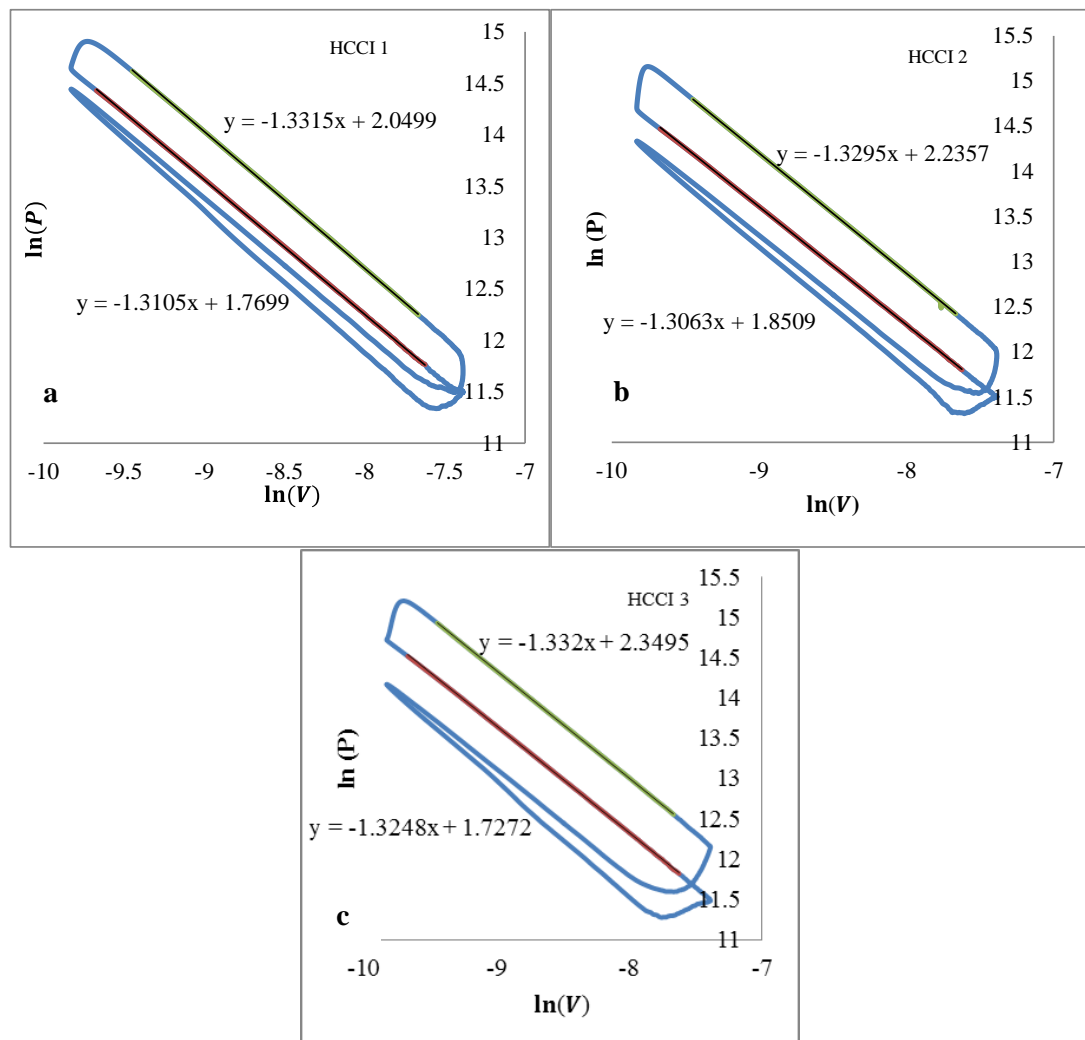 HCCI 1
15
14.5
14
13.5
13
12.5
12
11.5
11
y = -1.3315x + 2.0499
y = -1.3105x + 1.7699
ln(P)
a
-10 -9.5 -9 -8.5 -8 -7.5 -7
ln(V)
HCCI 2
15.5
15
14.5
14
13.5
13
12.5
12
11.5
11
y = -1.3295x + 2.2357
y = -1.3063x + 1.8509
ln (P)
b
-10 -9 -8 -7
ln(V)
HCCI 3
15.5
15
14.5
14
13.5
13
12.5
12
11.5
11
y = -1.332x + 2.3495
y = -1.3248x + 1.7272
ln (P)
c
-10 -9 -8 -7
ln(V)